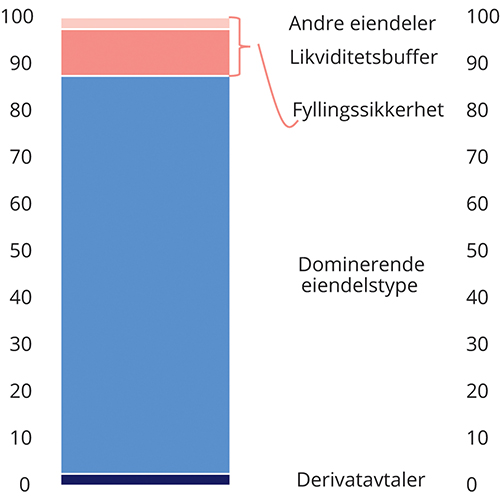 100 Andre eiendeler 100
Likviditetsbuffer
90 90
80 Fyllingssikkerhet 80
70 70
60 60
50 50
Dominerende
eiendelstype
40 40
30 30
20 20
10 10
0 Derivatavtaler 0